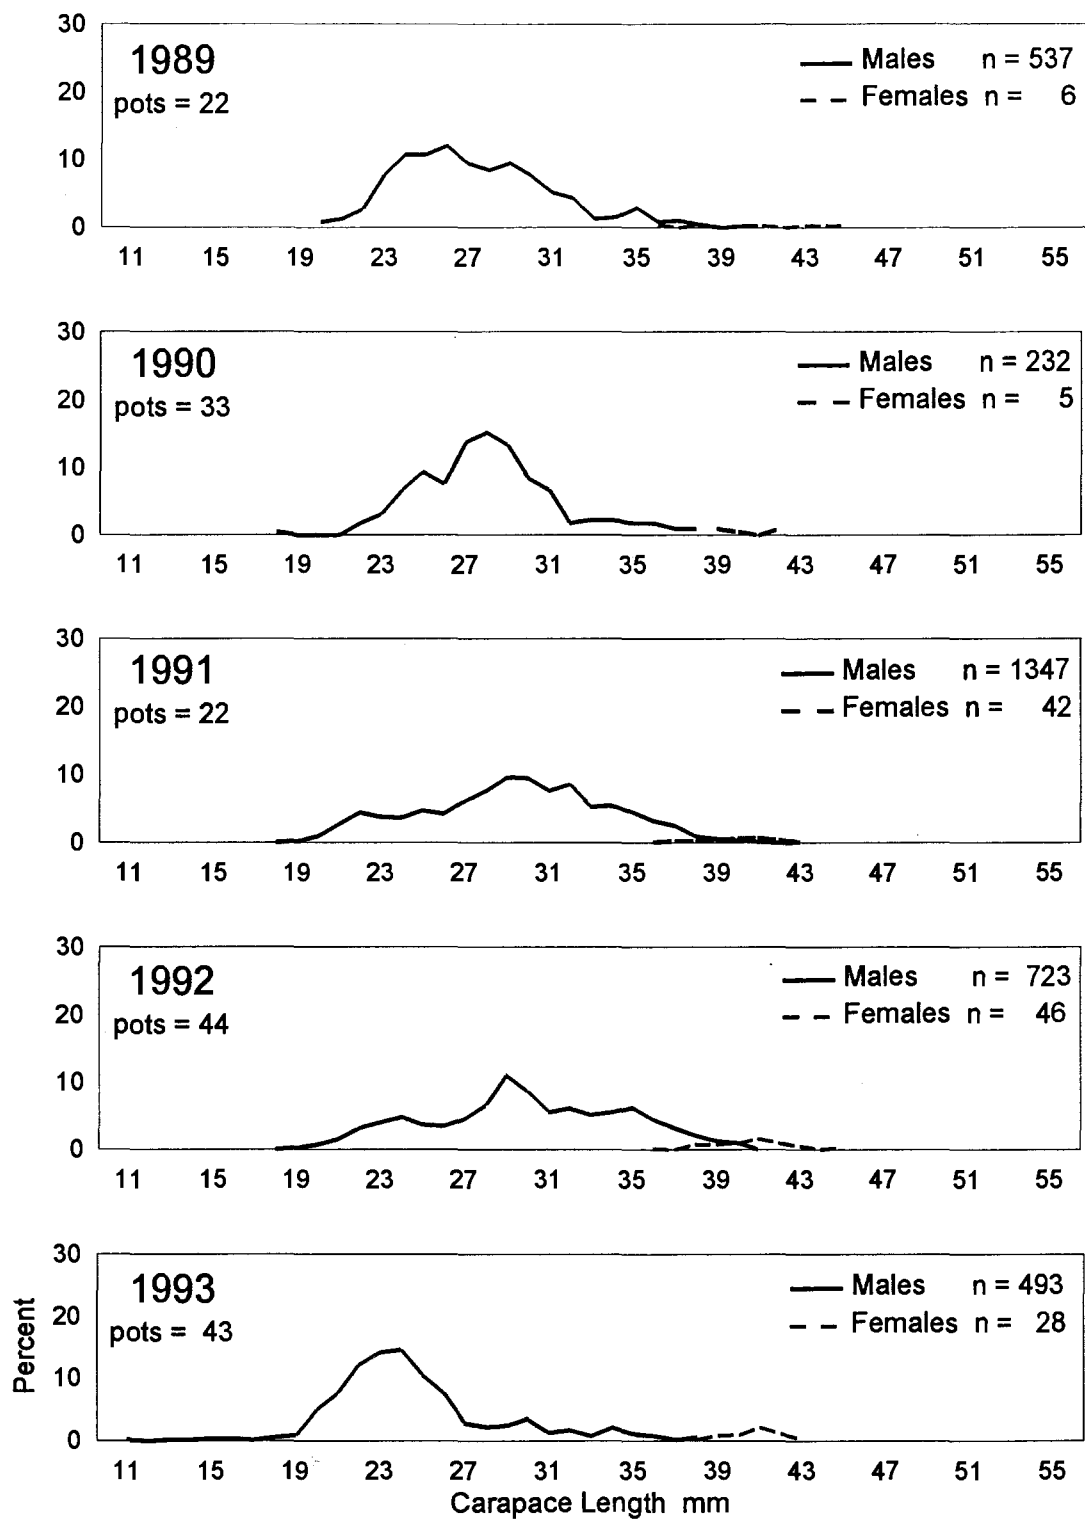 30
1989
Males n = 537
20
pots = 22
Females n = 6
10
0
11 15 19 23 27 31 35 39 43 47 51 55
30
1990
Males n = 232
20
pots = 33
Females n = 5
10
0
11 15 19 23 27 31 35 39 43 47 51 55
30
1991
Males n = 1347
20
pots = 22
Females n = 42
10
0
11 15 19 23 27 31 35 39 43 47 51 55
30
1992
Males n = 723
20
pots = 44
Females n = 46
10
0
11 15 19 23 27 31 35 39 43 47 51 55
30
1993
Males n = 493
20
pots = 43
Females n = 28
10
0
Percent
11 15 19 23 27 31 35 39 43 47 51 55
Carapace Length mm